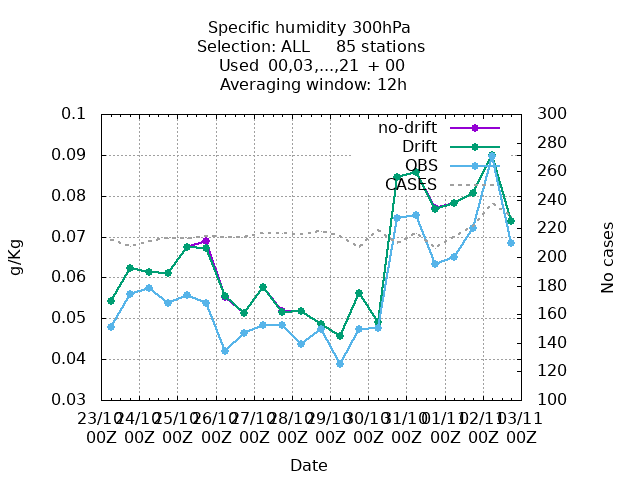 Specific humidity 300hPa
Selection: ALL 85 stations
Used 00,03,...,21 + 00
Averaging window: 12h
0.1
0.09
0.08
0.07
0.06
0.05
0.04
0.03
g/Kg
no-drift
Drift
OBS
CASES
300
280
260
240
220
200
180
160
140
120
100
No cases
23/10 24/10 25/10 26/10 27/10 28/10 29/10 30/10 31/10 01/11 02/11 03/11
00Z 00Z 00Z 00Z 00Z 00Z 00Z 00Z 00Z 00Z 00Z 00Z
Date